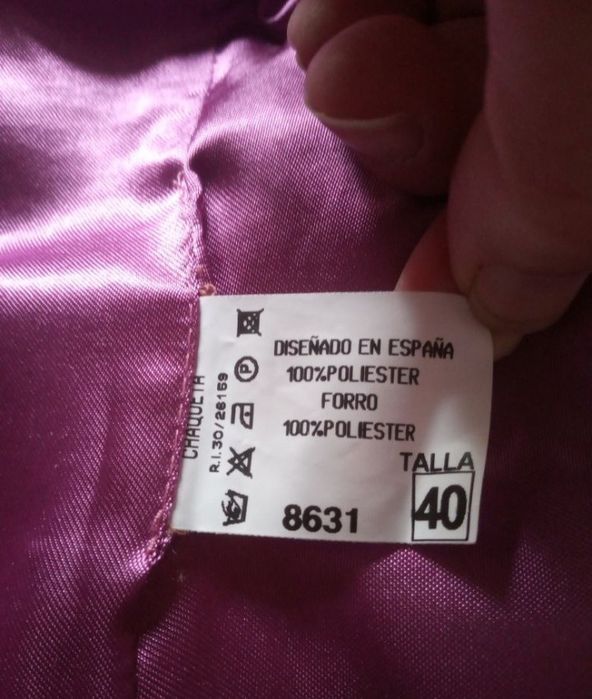 DISEÑADO EN ESPAÑA
100%POLIESTER
FORRO
100%POLIESTER
TALLA
40
8631
CHAQUETA
R.I.30/26169
P